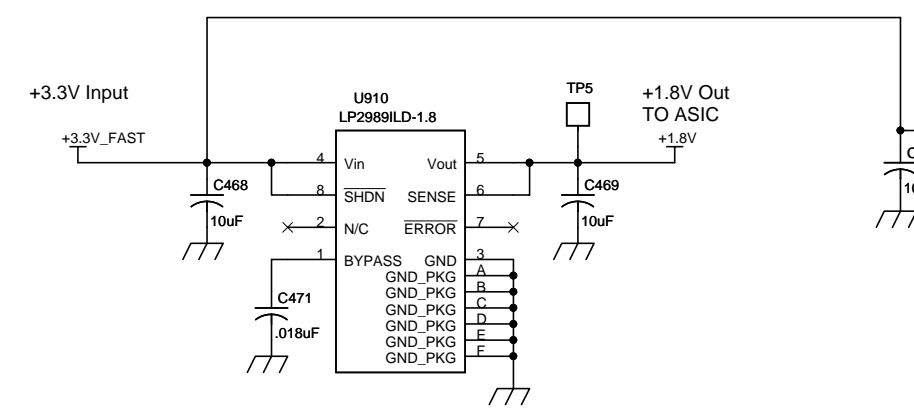 +3.3V Input
+3.3V_FAST
C468
10uF
U910
LP2989ILD-1.8
4
Vin
8
SHDN
2
N/C
1
BYPASS
Vout
5
SENSE
6
ERROR
7
GND
3
GND_PKG
A
GND_PKG
B
GND_PKG
C
GND_PKG
D
GND_PKG
E
GND_PKG
F
C471
.018uF
TP5
+1.8V Out
TO ASIC
+1.8V
C469
10uF